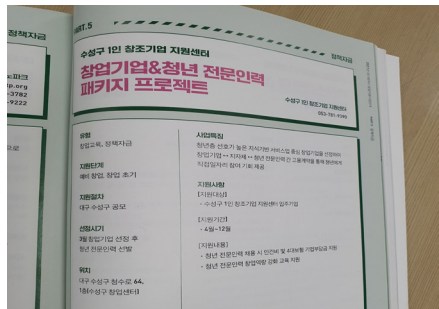 PART.5
정책자금
수성구 1인 창조기업 지원센터
창업기업&청년 전문인력
패키지 프로젝트
수성구 1인 창조기업 지원센터
유형
창업교육, 정책자금
지원단계
예비 창업, 창업 초기
지원절차
대구 수성구 공모
선정시기
3월 창업기업 선정 후
청년 전문인력 선발
위치
대구 수성구 청수로 64,
1층(수성구 창업센터)
사업특징
청년층 선호가 높은 지식기반 서비스업 중심 창업기업을 선정하여
창업기업 ↔ 지자체 ↔ 청년 전문인력 간 고용계약을 통해 청년에게
직접일자리 참여 기회 제공
지원사항
[지원대상]
- 수성구 1인 창조기업 지원센터 입주기업
[지원기간]
- 4월~12월
[지원내용]
- 청년 전문인력 채용 시 인건비 및 4대보험 기업부담금 지원
- 청년 전문인력 창업역량 강화 교육 지원
정책자금
-3782
-9222